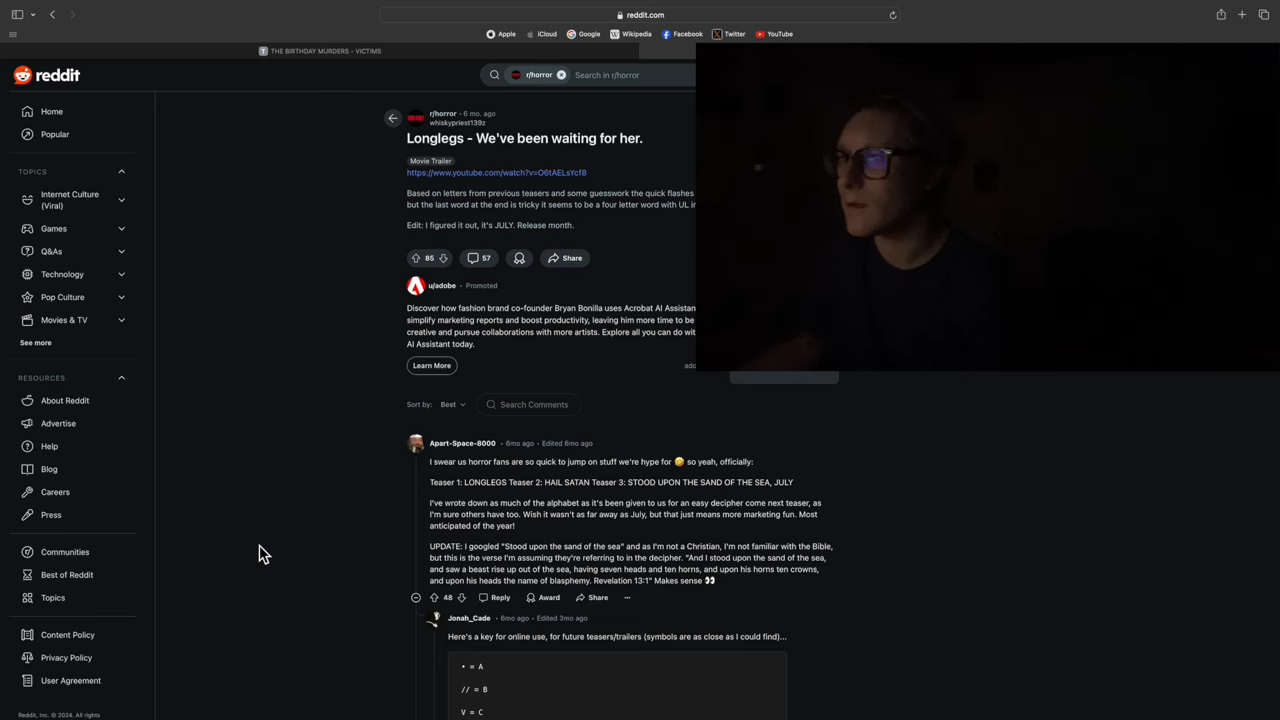 reddit.com
Apple
iCloud
Google
Wikipedia
Facebook
Twitter
YouTube
THE BIRTHDAY MURDERS - VICTIMS
reddit
r/horror
Search in r/horror
Home
Popular
TOPICS
Internet Culture
(Viral)
Games
Q&As
Technology
Pop Culture
Movies & TV
See more
RESOURCES
About Reddit
Advertise
Help
Blog
Careers
Press
Communities
Best of Reddit
Topics
Content Policy
Privacy Policy
User Agreement
Reddit, Inc. © 2024. All rights
r/horror • 6 mo. ago
whiskypriest139z
Longlegs - We've been waiting for her.
Movie Trailer
https://www.youtube.com/watch?v=O6tAELsYcf8
Based on letters from previous teasers and some guesswork the quick flashes
but the last word at the end is tricky it seems to be a four letter word with UL in
Edit: I figured it out, it's JULY. Release month.
85
57
Share
u/adobe • Promoted
Discover how fashion brand co-founder Bryan Bonilla uses Acrobat AI Assistan
simplify marketing reports and boost productivity, leaving him more time to be
creative and pursue collaborations with more artists. Explore all you can do wit
AI Assistant today.
Learn More
Sort by: Best
Search Comments
Apart-Space-8000 • 6mo ago • Edited 6mo ago
I swear us horror fans are so quick to jump on stuff we're hype for 🤣 so yeah, officially:
Teaser 1: LONGLEGS Teaser 2: HAIL SATAN Teaser 3: STOOD UPON THE SAND OF THE SEA, JULY
I've wrote down as much of the alphabet as it's been given to us for an easy decipher come next teaser, as
I'm sure others have too. Wish it wasn't as far away as July, but that just means more marketing fun. Most
anticipated of the year!
UPDATE: I googled "Stood upon the sand of the sea" and as I'm not a Christian, I'm not familiar with the Bible,
but this is the verse I'm assuming they're referring to in the decipher. "And I stood upon the sand of the sea,
and saw a beast rise up out of the sea, having seven heads and ten horns, and upon his horns ten crowns,
and upon his heads the name of blasphemy. Revelation 13:1" Makes sense 👀
48
Reply
Award
Share
Jonah_Cade • 6mo ago • Edited 3mo ago
Here's a key for online use, for future teasers/trailers (symbols are as close as I could find)...
• = A
// = B
V = C